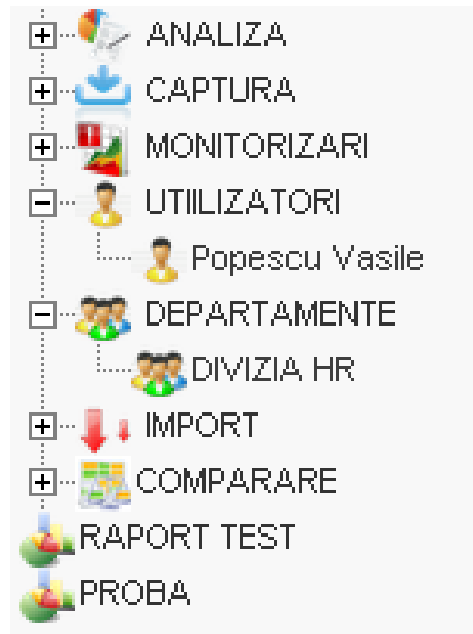 ANALIZA
CAPTURA
MONITORIZARI
UTIILIZATORI
Popescu Vasile
DEPARTAMENTE
DIVIZIA HR
IMPORT
COMPARARE
RAPORT TEST
PROBA